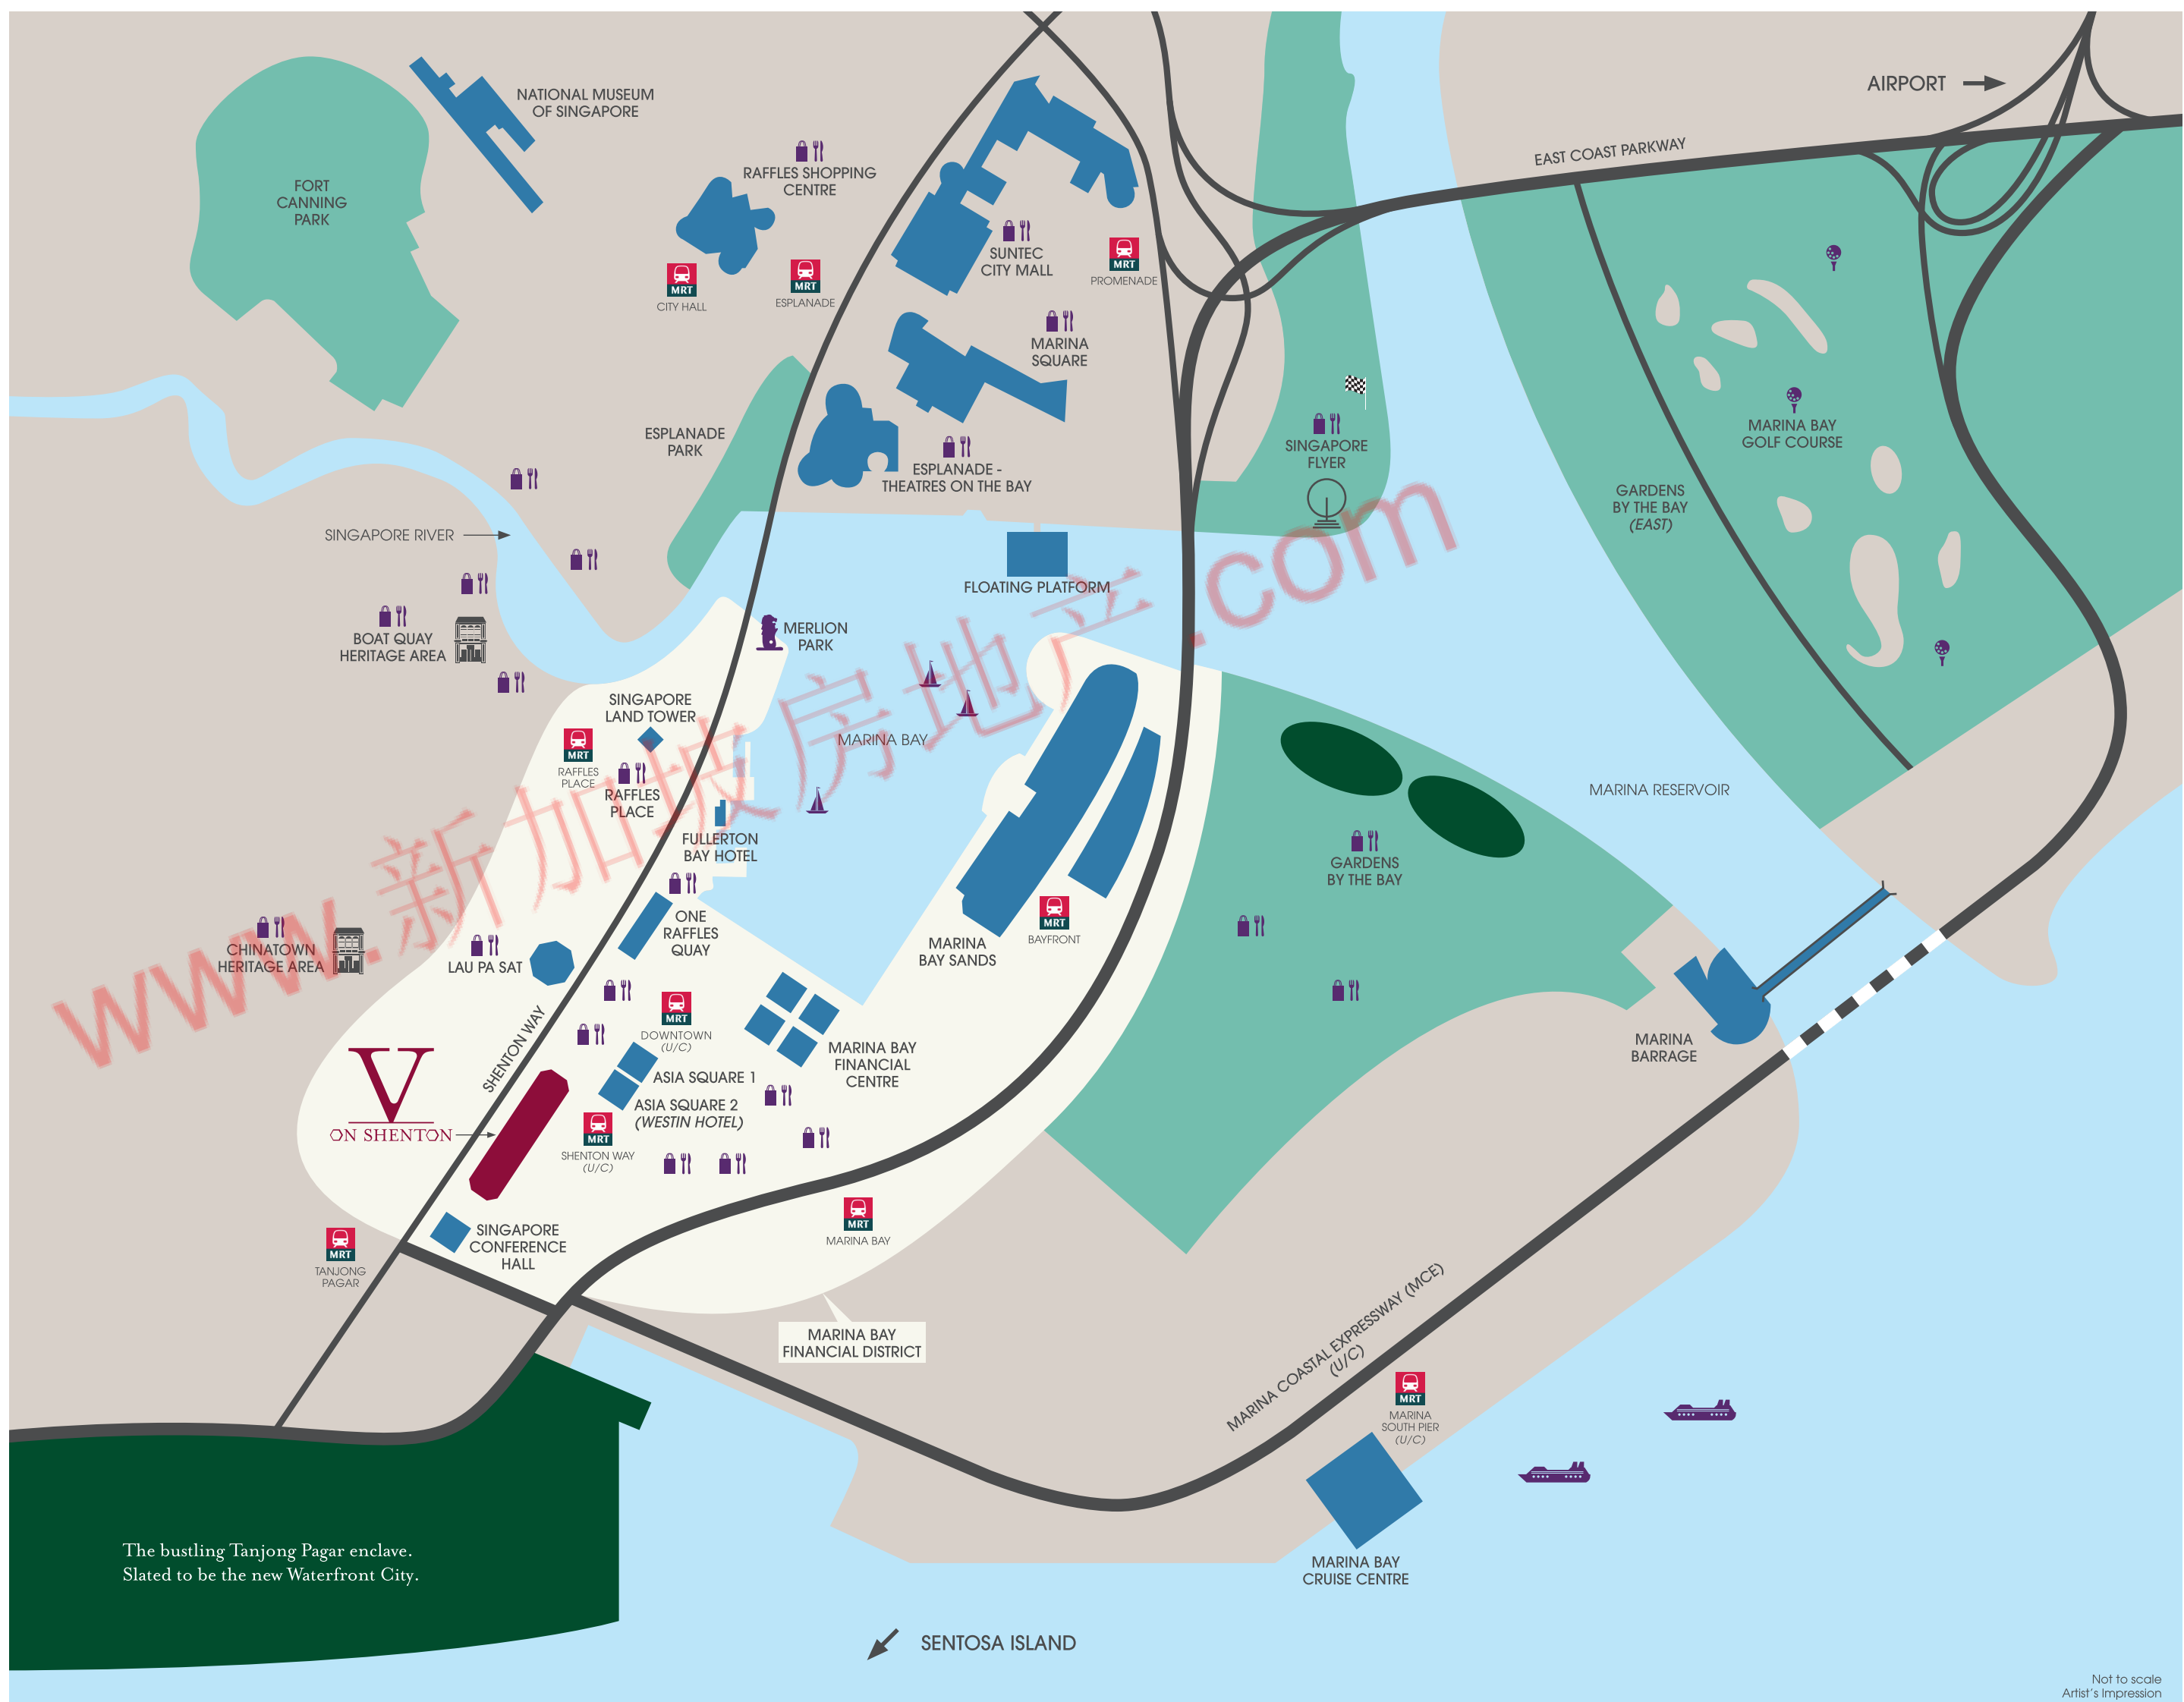 AIRPORT
NATIONAL MUSEUM
OF SINGAPORE
EAST COAST PARKWAY
RAFFLES SHOPPING
CENTRE
FORT
CANNING
PARK
SUNTEC
CITY MALL
MRT
PROMENADE
MRT
CITY HALL
MRT
ESPLANADE
MARINA
SQUARE
MARINA BAY
GOLF COURSE
ESPLANADE
PARK
SINGAPORE
FLYER
ESPLANADE -
THEATRES ON THE BAY
GARDENS
BY THE BAY
(EAST)
SINGAPORE RIVER
FLOATING PLATFORM
BOAT QUAY
HERITAGE AREA
MERLION
PARK
SINGAPORE
LAND TOWER
MRT
RAFFLES
PLACE
MARINA BAY
RAFFLES
PLACE
MARINA RESERVOIR
FULLERTON
BAY HOTEL
GARDENS
BY THE BAY
www.新加坡房地产.com
ONE
RAFFLES
QUAY
MRT
BAYFRONT
MARINA
BAY SANDS
CHINATOWN
HERITAGE AREA
LAU PA SAT
SHENTON WAY
MRT
DOWNTOWN
(U/C)
MARINA
BARRAGE
MARINA BAY
FINANCIAL
CENTRE
ASIA SQUARE 1
ASIA SQUARE 2
(WESTIN HOTEL)
V
ON SHENTON
MRT
SHENTON WAY
(U/C)
MRT
MARINA BAY
SINGAPORE
CONFERENCE
HALL
MRT
TANJONG
PAGAR
MARINA BAY
FINANCIAL DISTRICT
MARINA COASTAL EXPRESSWAY (MCE)
(U/C)
MRT
MARINA
SOUTH PIER
(U/C)
The bustling Tanjong Pagar enclave.
Slated to be the new Waterfront City.
MARINA BAY
CRUISE CENTRE
SENTOSA ISLAND
Not to scale
Artist's Impression